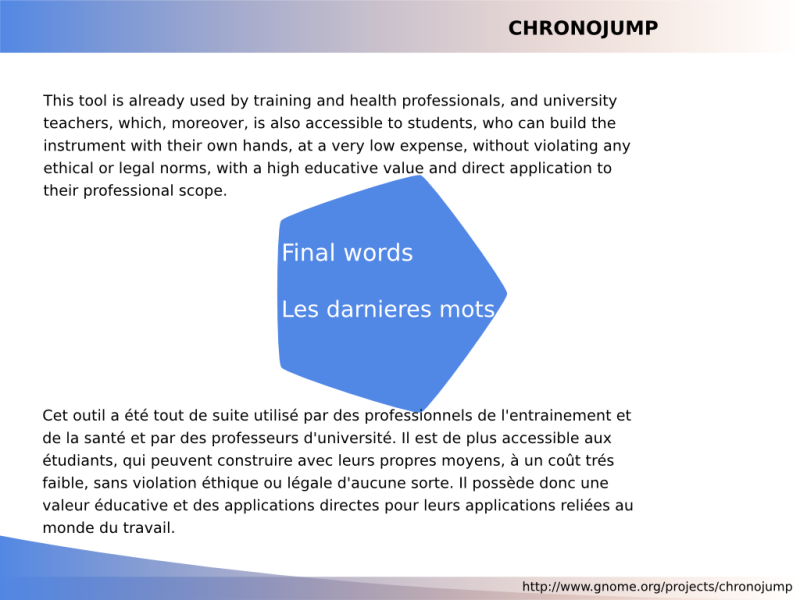 CHRONOJUMP
This tool is already used by training and health professionals, and university
teachers, which, moreover, is also accessible to students, who can build the
instrument with their own hands, at a very low expense, without violating any
ethical or legal norms, with a high educative value and direct application to
their professional scope.
Final words
Les darnieres mots
Cet outil a été tout de suite utilisé par des professionnels de l'entrainement et
de la santé et par des professeurs d'université. Il est de plus accessible aux
étudiants, qui peuvent construire avec leurs propres moyens, à un coût trés
faible, sans violation éthique ou légale d'aucune sorte. Il possède donc une
valeur éducative et des applications directes pour leurs applications reliées au
monde du travail.
http://www.gnome.org/projects/chronojump